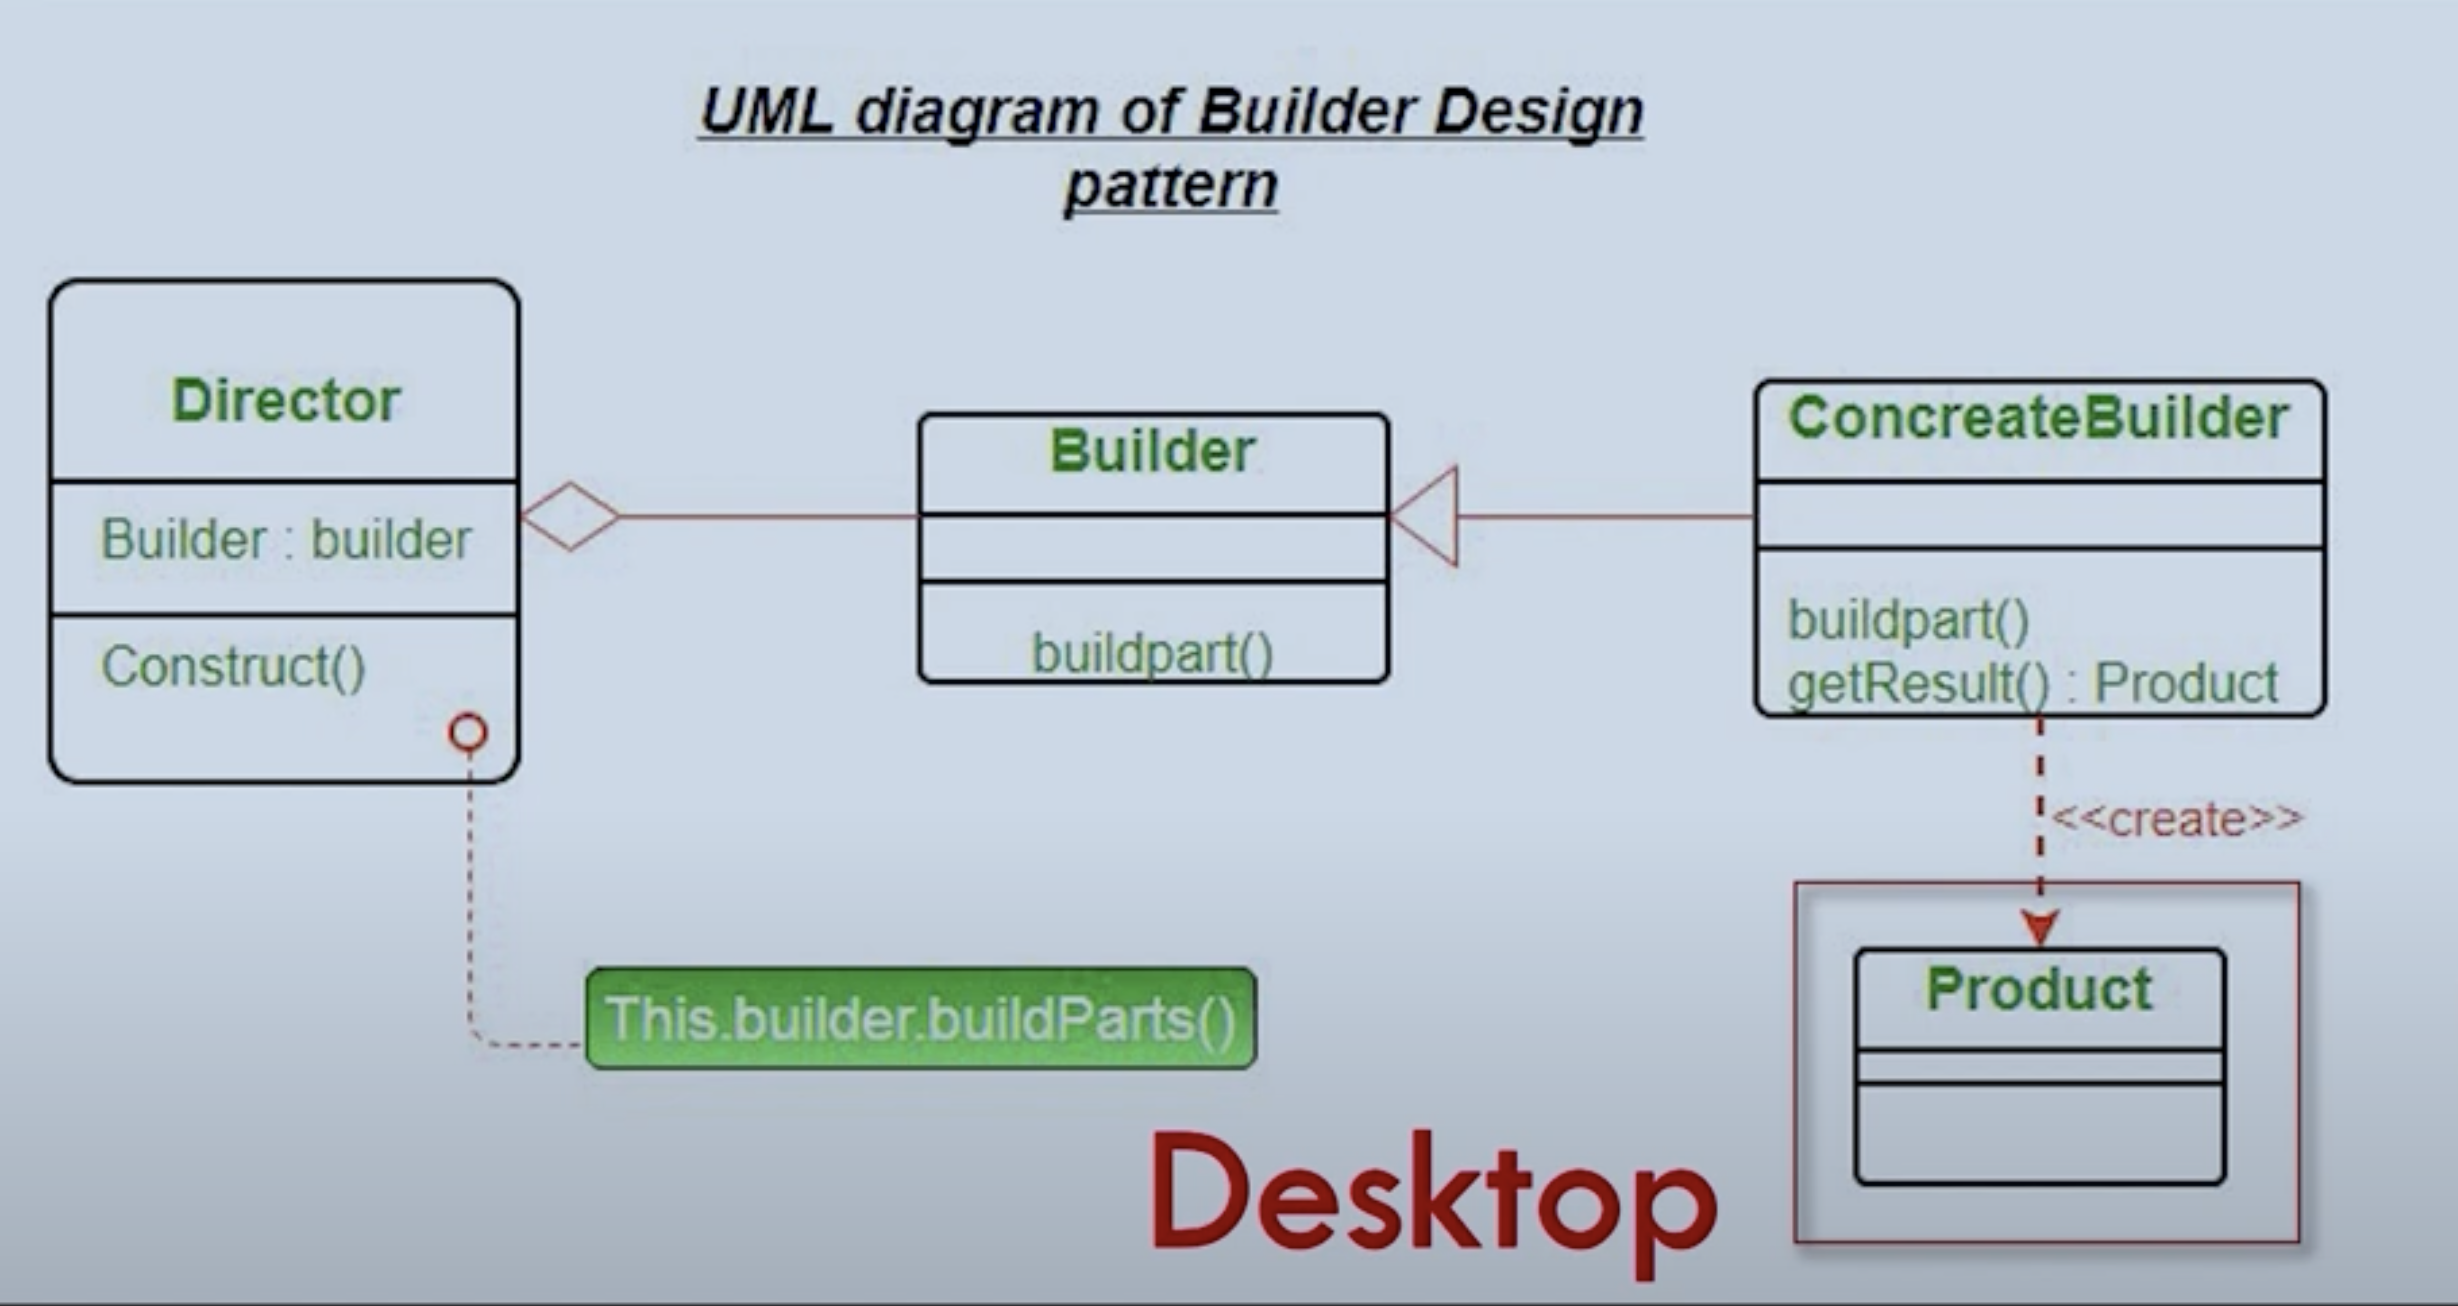 UML diagram of Builder Design
pattern
Director
Builder : builder
Construct()
Builder
buildpart()
ConcreateBuilder
buildpart()
getResult() : Product
<<create>>
Product
This.builder.buildParts()
Desktop